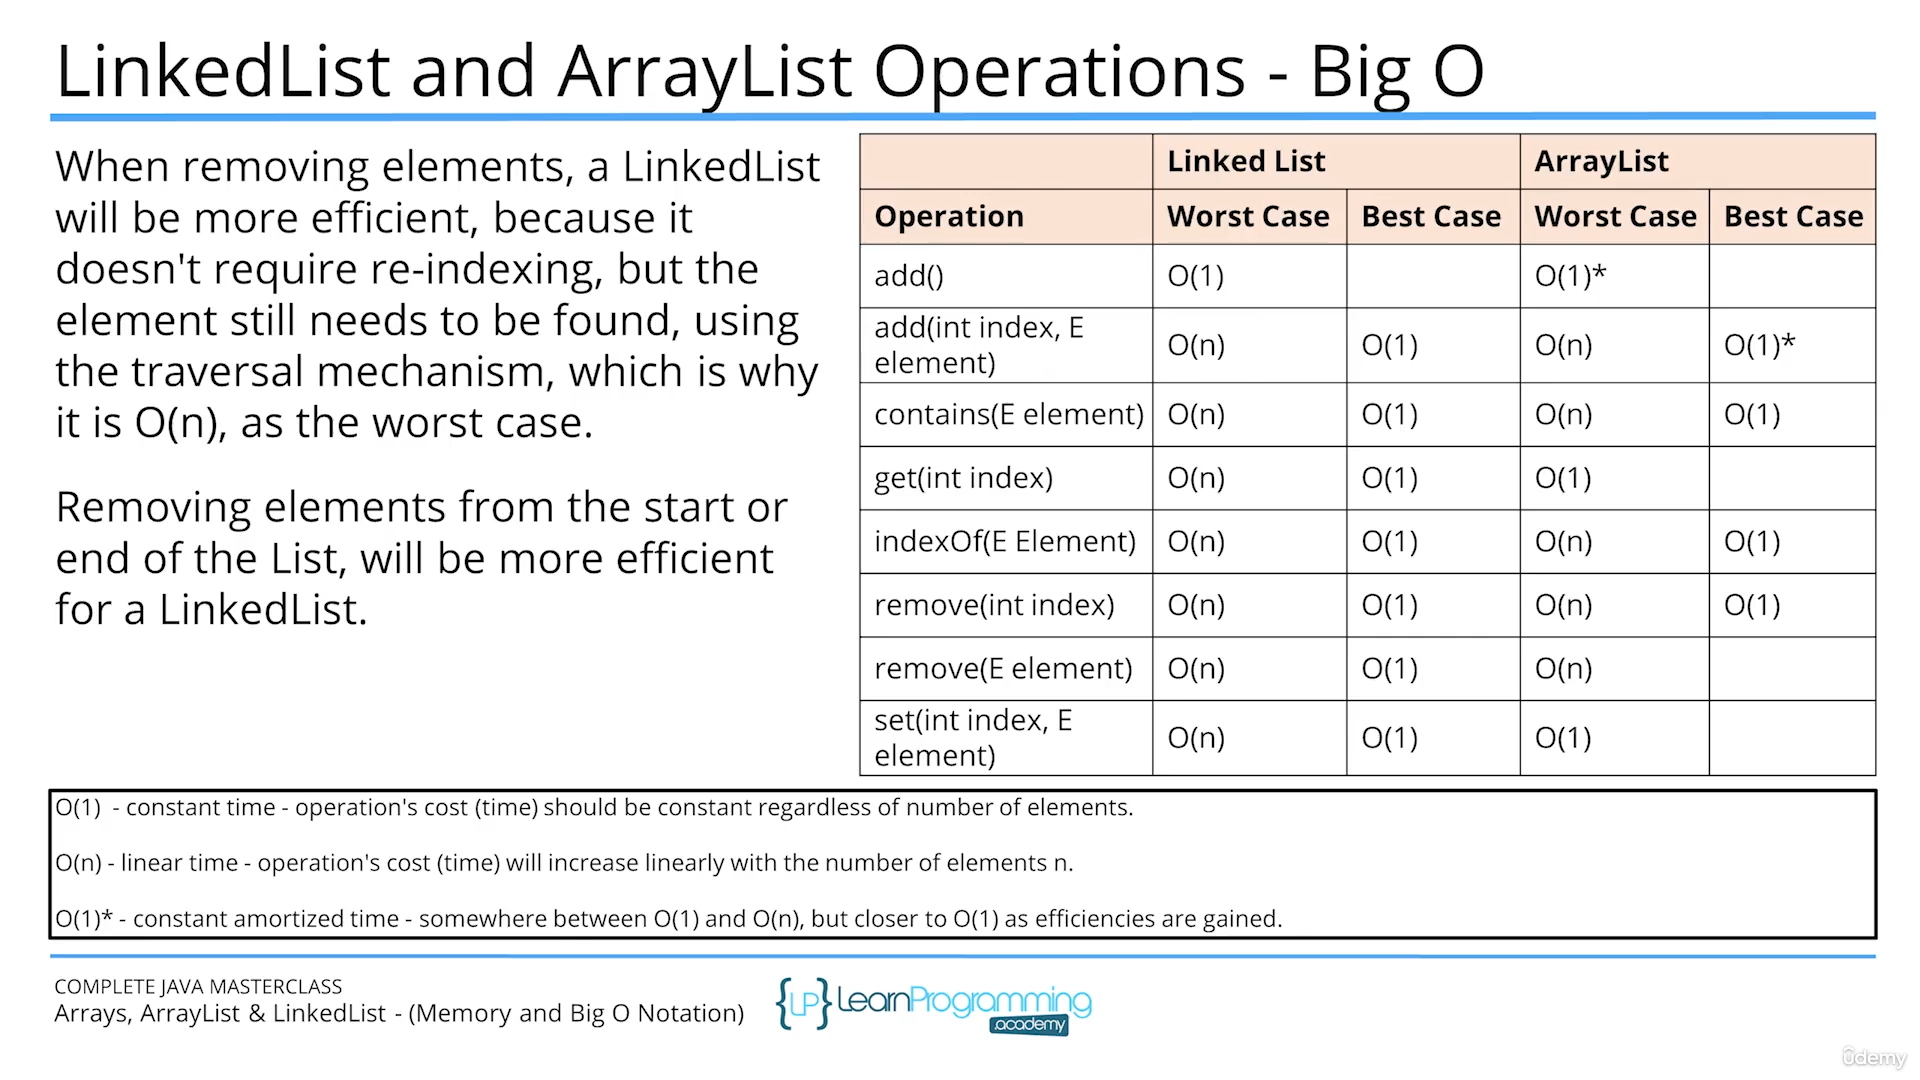 LinkedList and ArrayList Operations - Big O
When removing elements, a LinkedList
will be more efficient, because it
doesn't require re-indexing, but the
element still needs to be found, using
the traversal mechanism, which is why
it is O(n), as the worst case.
Removing elements from the start or
end of the List, will be more efficient
for a LinkedList.
Linked List ArrayList
Operation Worst Case Best Case Worst Case Best Case
add() O(1) O(1)*
add(int index, E
element) O(n) O(1) O(n) O(1)*
contains(E element) O(n) O(1) O(n) O(1)
get(int index) O(n) O(1) O(1)
indexOf(E Element) O(n) O(1) O(n) O(1)
remove(int index) O(n) O(1) O(n) O(1)
remove(E element) O(n) O(1) O(n)
set(int index, E
element) O(n) O(1) O(1)
O(1)  - constant time - operation's cost (time) should be constant regardless of number of elements.
O(n) - linear time - operation's cost (time) will increase linearly with the number of elements n.
O(1)* - constant amortized time - somewhere between O(1) and O(n), but closer to O(1) as efficiencies are gained.
COMPLETE JAVA MASTERCLASS
Arrays, ArrayList & LinkedList - (Memory and Big O Notation)
{LP} LearnProgramming
.academy
ûdemy